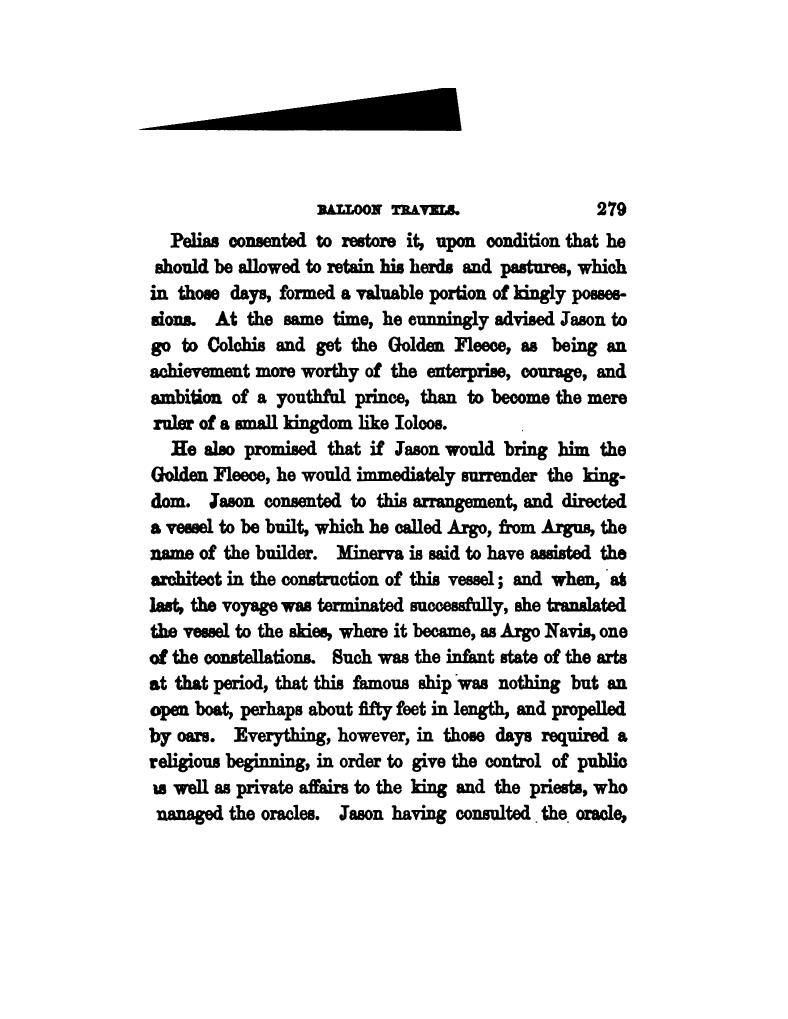 BALLOON TRAVELS. 279
Pelias consented to restore it, upon condition that he
should be allowed to retain his herds and pastures, which
in those days, formed a valuable portion of kingly posses-
sions. At the same time, he cunningly advised Jason to
go to Colchis and get the Golden Fleece, as being an
achievement more worthy of the enterprise, courage, and
ambition of a youthful prince, than to become the mere
ruler of a small kingdom like Iolcos.
He also promised that if Jason would bring him the
Golden Fleece, he would immediately surrender the king-
dom. Jason consented to this arrangement, and directed
a vessel to be built, which he called Argo, from Argus, the
name of the builder. Minerva is said to have assisted the
architect in the construction of this vessel; and when, at
last, the voyage was terminated successfully, she translated
the vessel to the skies, where it became, as Argo Navis, one
of the constellations. Such was the infant state of the arts
at that period, that this famous ship was nothing but an
open boat, perhaps about fifty feet in length, and propelled
by oars. Everything, however, in those days required a
religious beginning, in order to give the control of public
us well as private affairs to the king and the priests, who
nanaged the oracles. Jason having consulted the oracle,